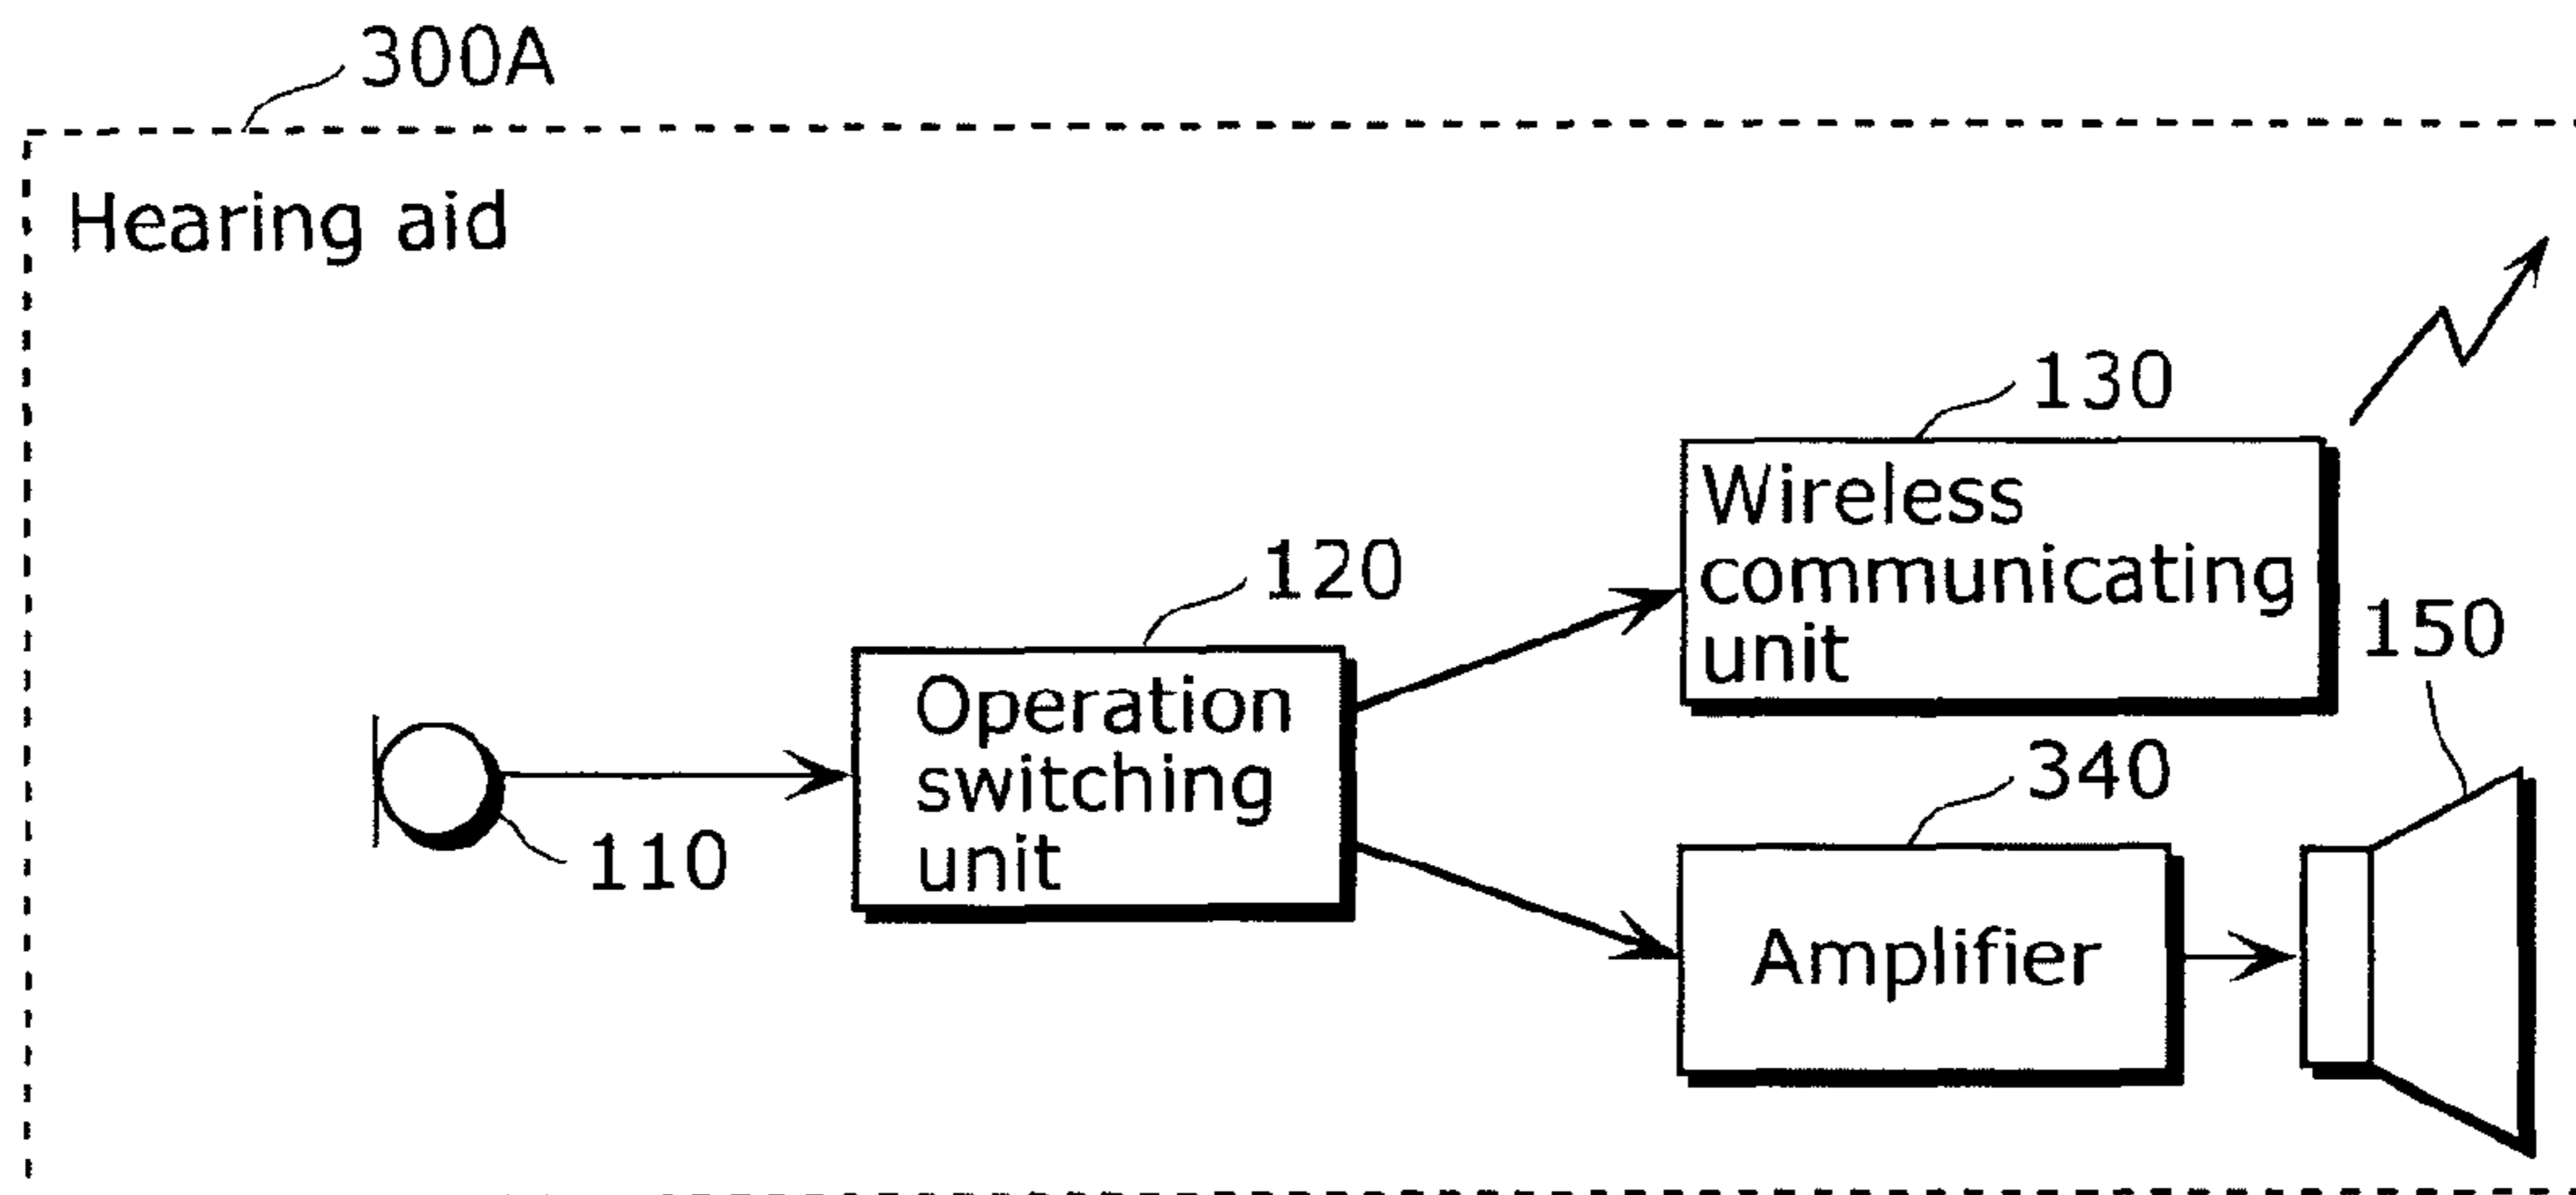 300A
Hearing aid
130
Wireless
communicating
unit
120
150
Operation
switching
unit
340
110
Amplifier